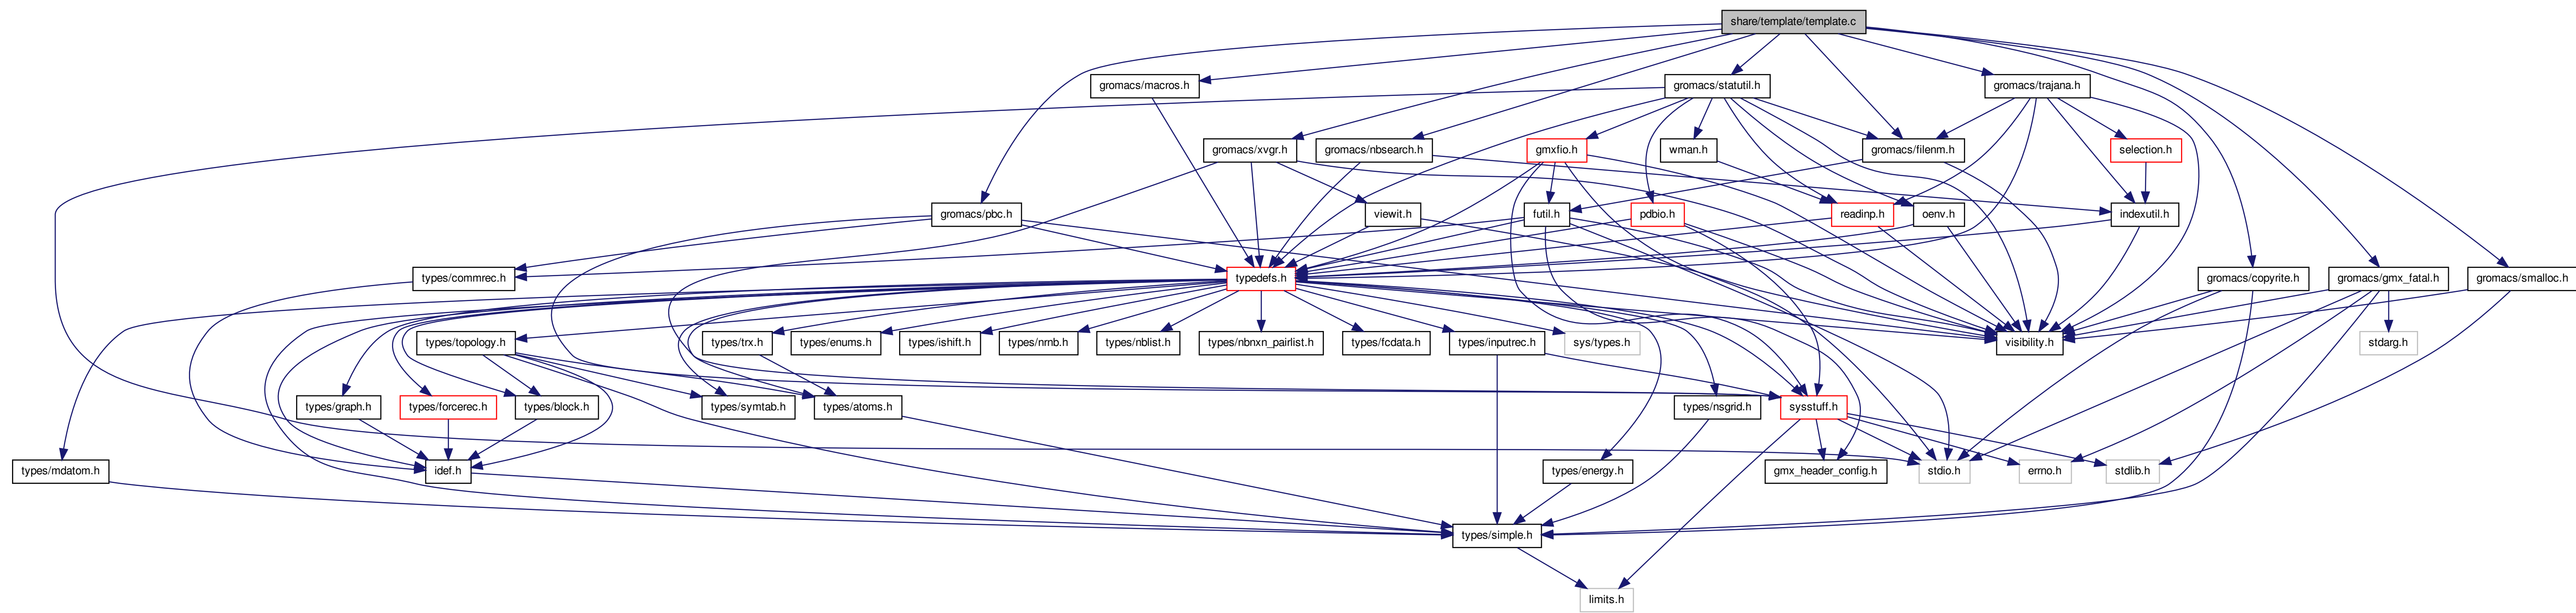 share/template/template.c
gromacs/macros.h
gromacs/statutil.h
gromacs/trajana.h
gromacs/xvgr.h
gromacs/nbsearch.h
gmxfio.h
wman.h
gromacs/filenm.h
selection.h
gromacs/pbc.h
viewit.h
futil.h
pdbio.h
readinp.h
oenv.h
indexutil.h
types/commrec.h
typedefs.h
gromacs/copyrite.h
gromacs/gmx_fatal.h
gromacs/smalloc.h
types/topology.h
types/trx.h
types/enums.h
types/ishift.h
types/nrnb.h
types/nblist.h
types/nbnxn_pairlist.h
types/fcdata.h
types/inputrec.h
sys/types.h
visibility.h
stdarg.h
types/graph.h
types/forcerec.h
types/block.h
types/symtab.h
types/atoms.h
types/nsgrid.h
sysstuff.h
types/mdatom.h
idef.h
types/energy.h
gmx_header_config.h
stdio.h
errno.h
stdlib.h
types/simple.h
limits.h